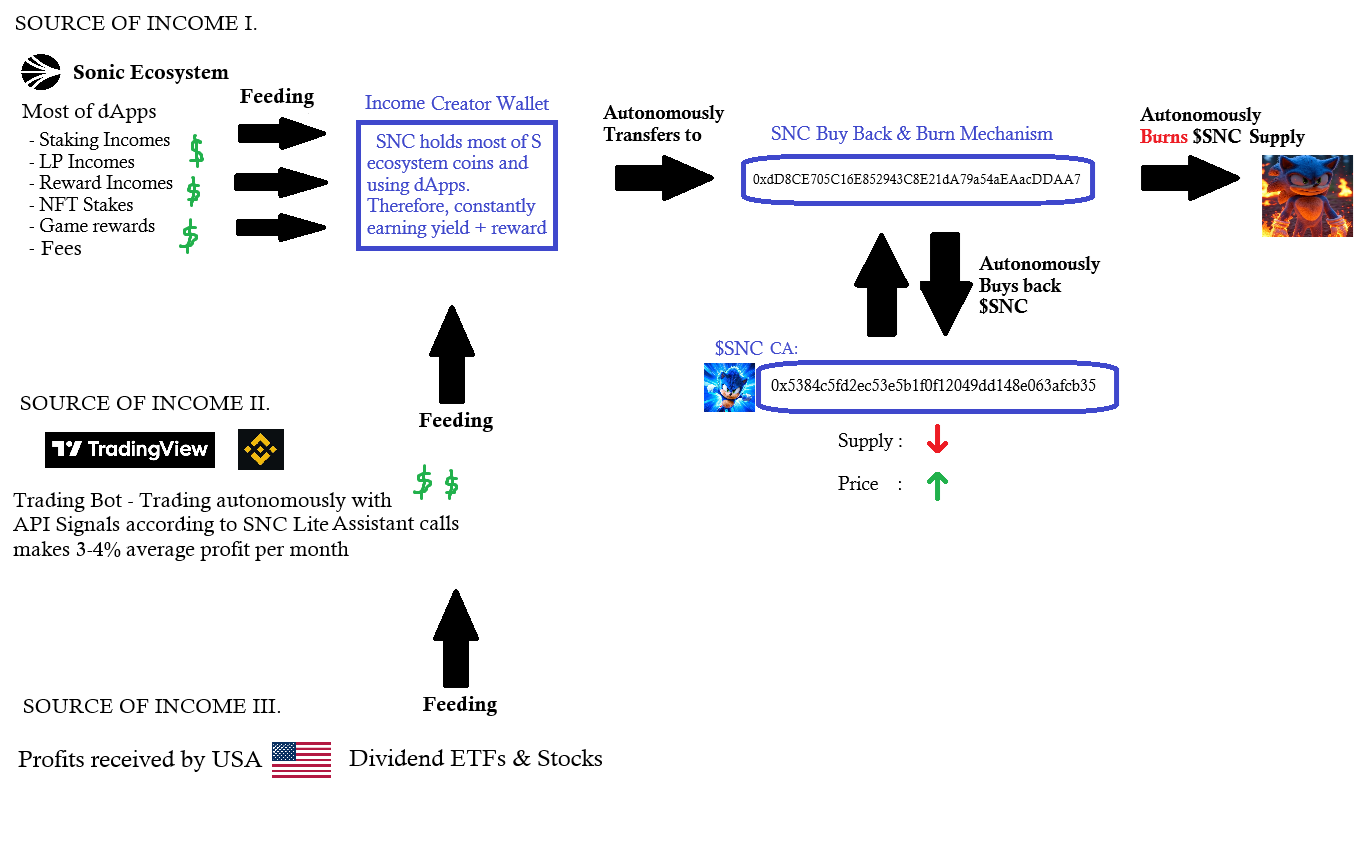 SOURCE OF INCOME I.
Sonic Ecosystem
Most of dApps
- Staking Incomes
- LP Incomes
- Reward Incomes
- NFT Stakes
- Game rewards
- Fees
$
$
$
Feeding
Income Creator Wallet
SNC holds most of S
ecosystem coins and
using dApps.
Therefore, constantly
earning yield + reward
Autonomously
Transfers to
SNC Buy Back & Burn Mechanism
0xdD8CE705C16E852943C8E21dA79a54aEAacDDAA7
Autonomously
Burns $SNC Supply
Autonomously
Buys back
$SNC
$SNC CA:
0x5384c5fd2ec53e5b1f0f12049dd148e063afcb35
Supply :
Price :
Feeding
$ $
SOURCE OF INCOME II.
TradingView
Trading Bot - Trading autonomously with
API Signals according to SNC Lite Assistant calls
makes 3-4% average profit per month
Feeding
SOURCE OF INCOME III.
Profits received by USA Dividend ETFs & Stocks